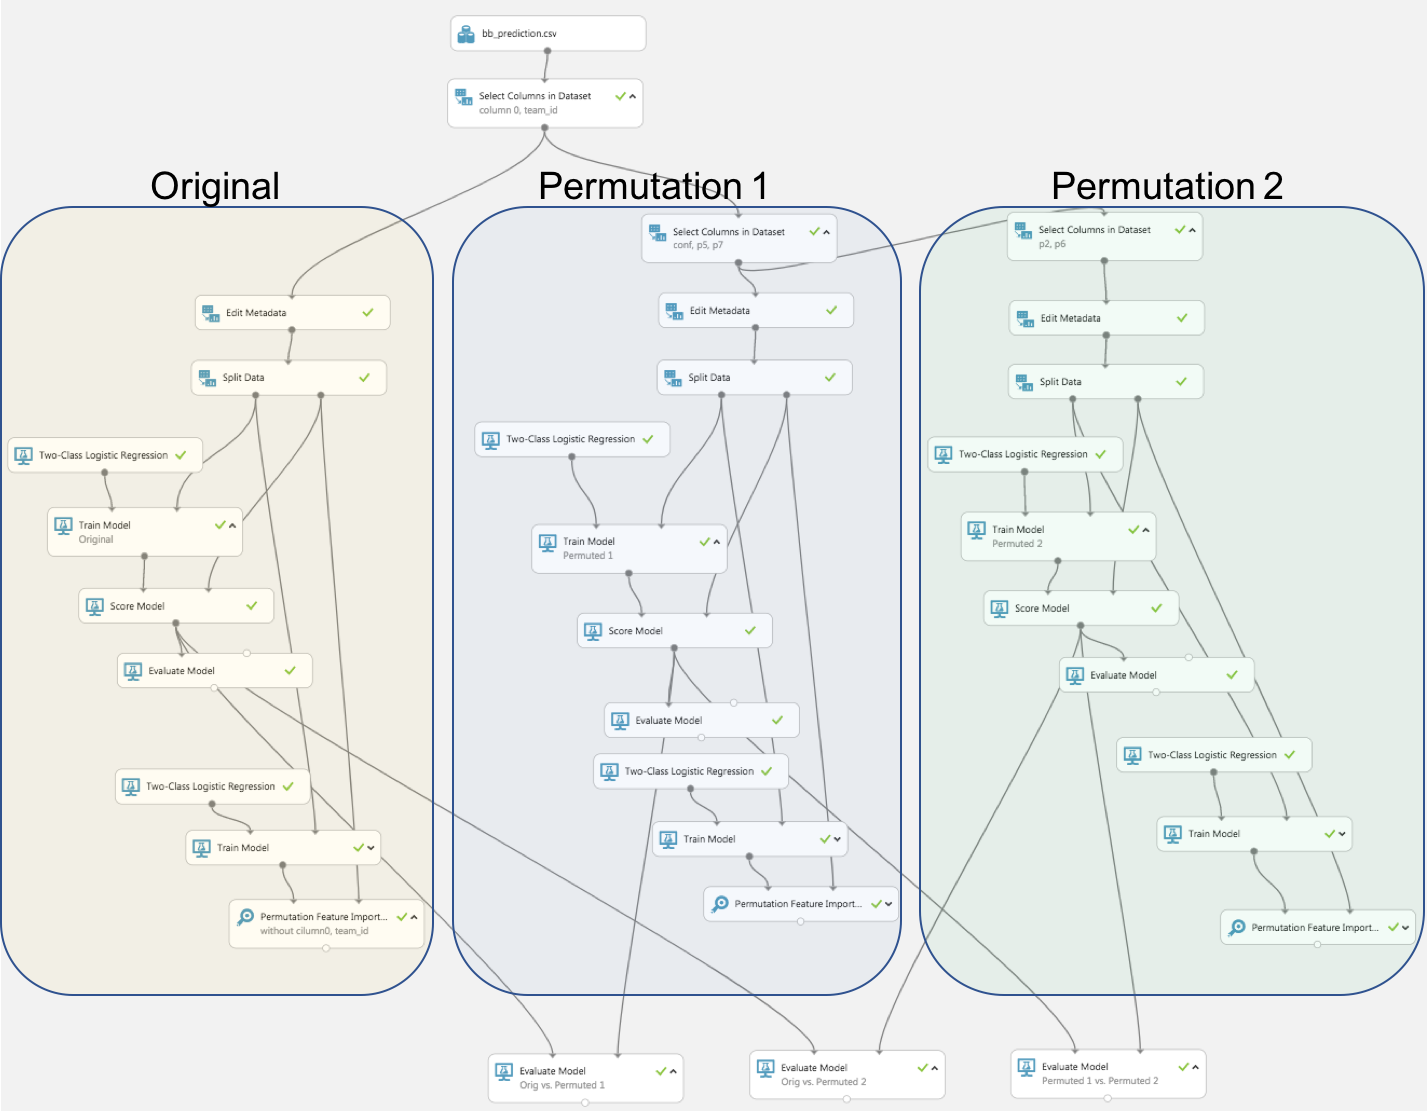 bb_prediction.csv
Select Columns in Dataset
column 0, team_id
Original
Permutation 1
Permutation 2
Edit Metadata
Split Data
Two-Class Logistic Regression
Train Model
Original
Score Model
Evaluate Model
Two-Class Logistic Regression
Train Model
Permutation Feature Import...
without cilumn0, team_id
Select Columns in Dataset
conf, p5, p7
Edit Metadata
Split Data
Two-Class Logistic Regression
Train Model
Permuted 1
Score Model
Evaluate Model
Two-Class Logistic Regression
Train Model
Permutation Feature Import...
Select Columns in Dataset
p2, p6
Edit Metadata
Split Data
Two-Class Logistic Regression
Train Model
Permuted 2
Score Model
Evaluate Model
Two-Class Logistic Regression
Train Model
Permutation Feature Import...
Evaluate Model
Orig vs. Permuted 1
Evaluate Model
Orig vs. Permuted 2
Evaluate Model
Permuted 1 vs. Permuted 2